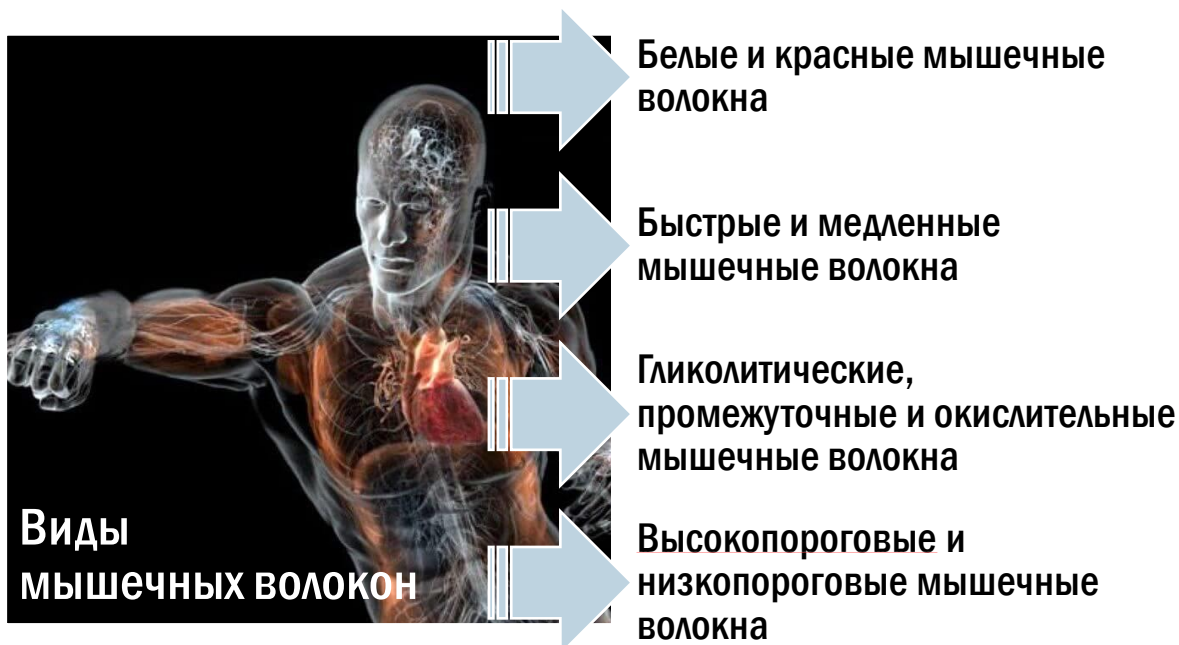 Белые и красные мышечные
волокна
Быстрые и медленные
мышечные волокна
Гликолитические,
промежуточные и окислительные
мышечные волокна
Высокопороговые и
низкопороговые мышечные
волокна
Виды
мышечных волокон